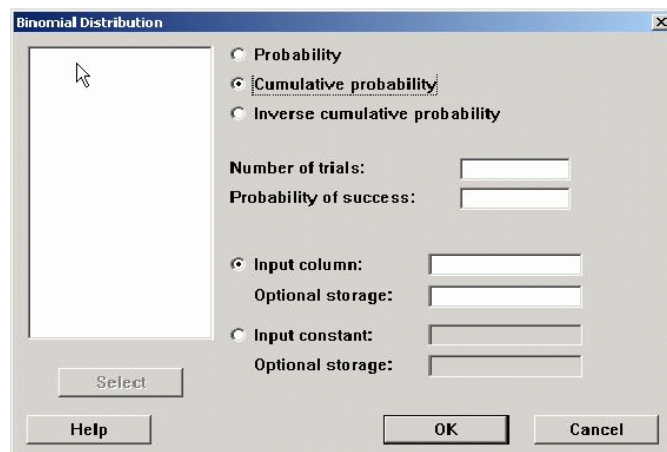 Binomial Distribution
Probability
Cumulative probability
Inverse cumulative probability
Number of trials:
Probability of success:
Input column:
Optional storage:
Input constant:
Optional storage:
Select
Help
OK
Cancel